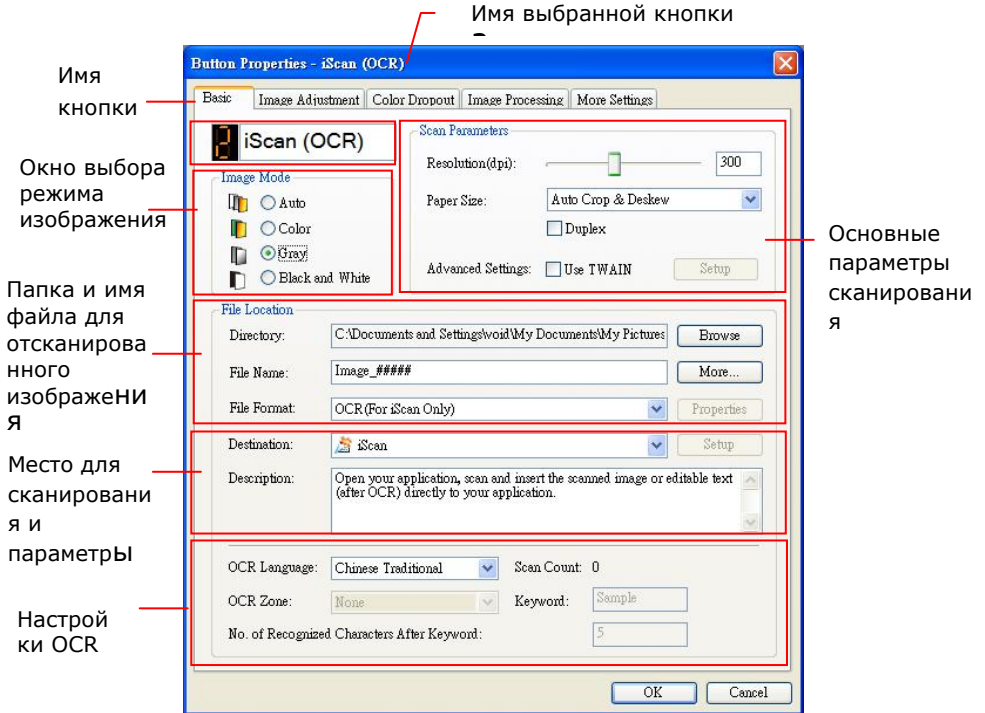 Имя выбранной кнопки
Button Properties - iScan (OCR)
Имя
кнопки
Basic Image Adjustment Color Dropout Image Processing More Settings
2 iScan (OCR)
Scan Parameters
Resolution(dpi): 300
Paper Size: Auto Crop & Deskew
Duplex
Advanced Settings: Use TWAIN Setup
Окно выбора
режима
изображения
Image Mode
Auto
Color
Gray
Black and White
Основные
параметры
сканировани
я
Папка и имя
файла для
отсканирова
нного
изображения
я
File Location
Directory: C:\Documents and Settings\void\My Documents\My Pictures Browse
File Name: Image_##### More...
File Format: OCR(For iScan Only) Properties
Место для
сканировани
я и
параметры
Destination: iScan Setup
Description: Open your application, scan and insert the scanned image or editable text
(after OCR) directly to your application.
Настрой
ки OCR
OCR Language: Chinese Traditional Scan Count: 0
OCR Zone: None Keyword: Sample
No. of Recognized Characters After Keyword: 5
OK Cancel